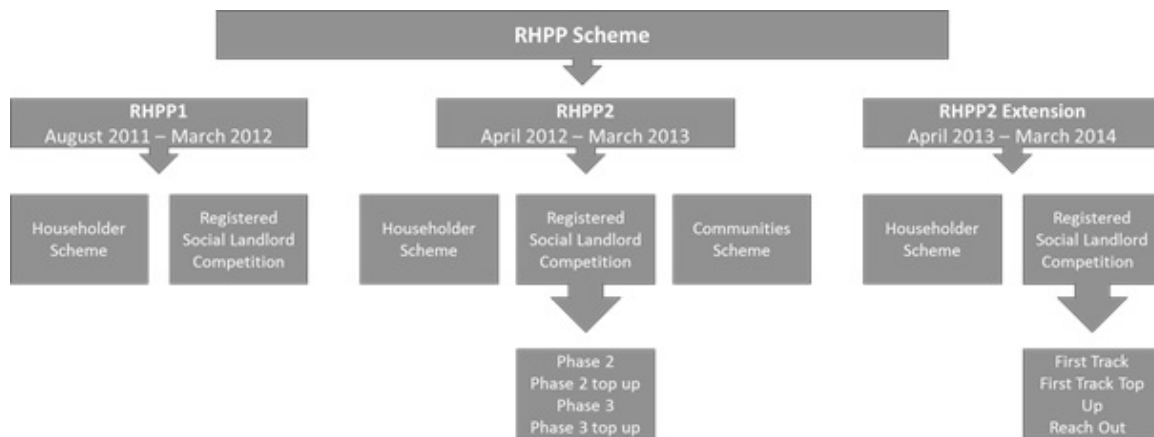 RHPP Scheme
RHPP1
August 2011 – March 2012
RHPP2
April 2012 – March 2013
RHPP2 Extension
April 2013 – March 2014
Householder
Scheme
Registered
Social Landlord
Competition
Householder
Scheme
Registered
Social Landlord
Competition
Communities
Scheme
Householder
Scheme
Registered
Social Landlord
Competition
Phase 2
Phase 2 top up
Phase 3
Phase 3 top up
First Track
First Track Top
Up
Reach Out